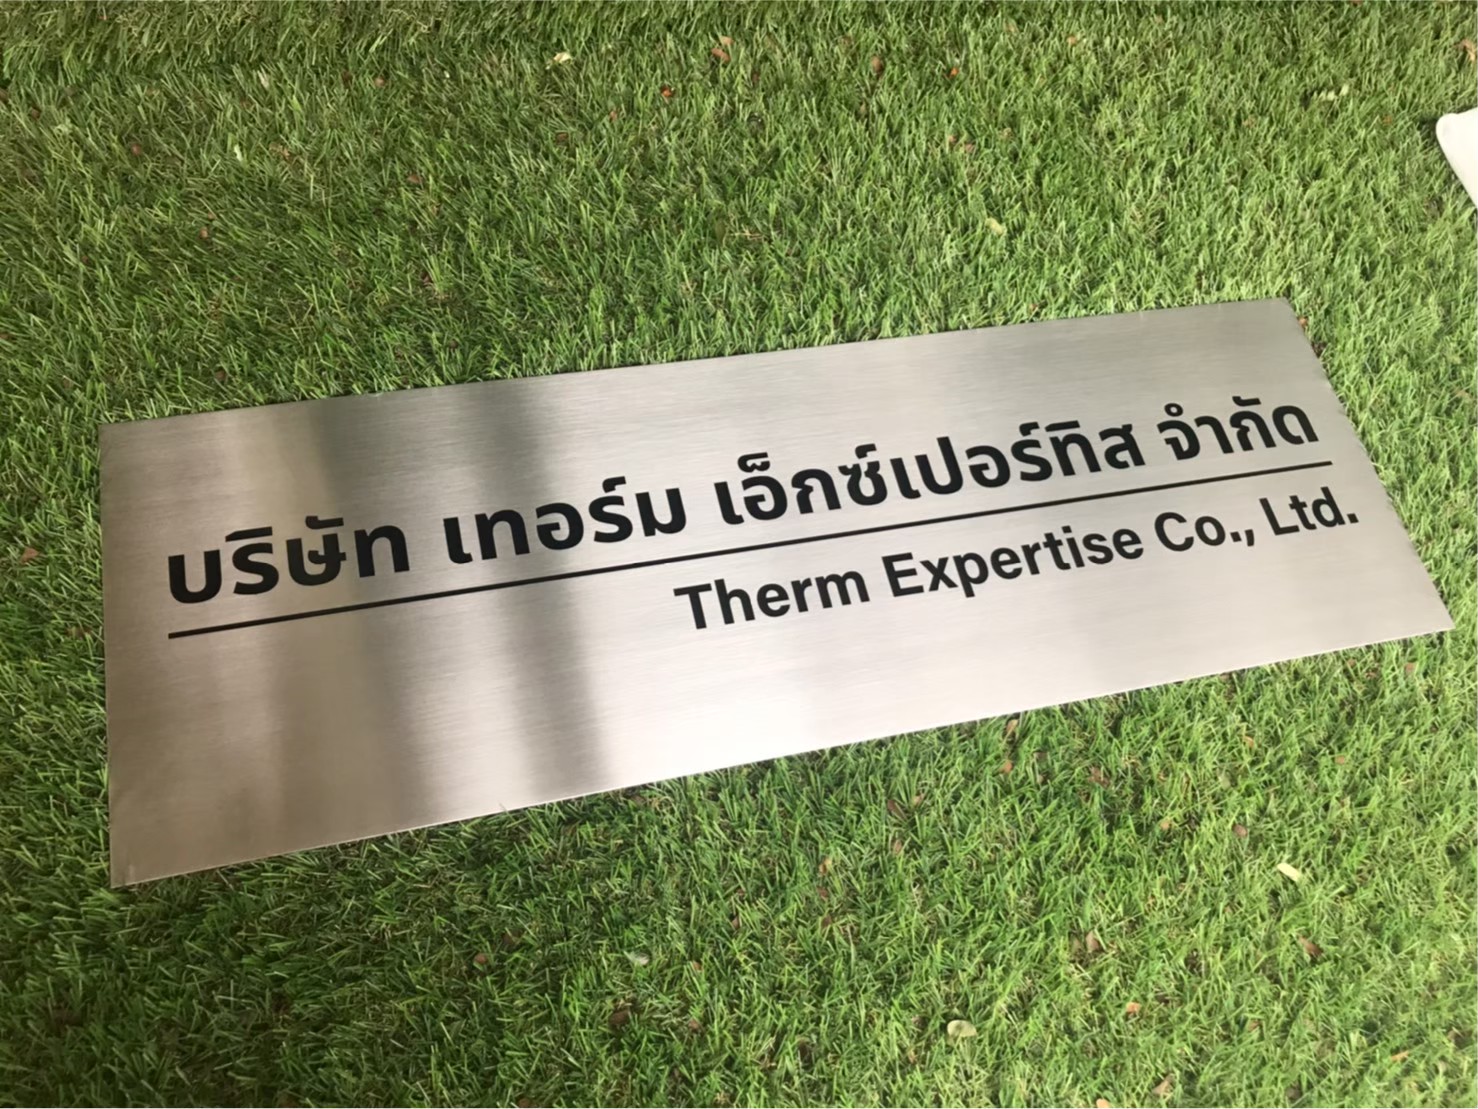 บริษัท เทอร์ม เอ็กซ์เปอร์ทิส จำกัด
Therm Expertise Co., Ltd.